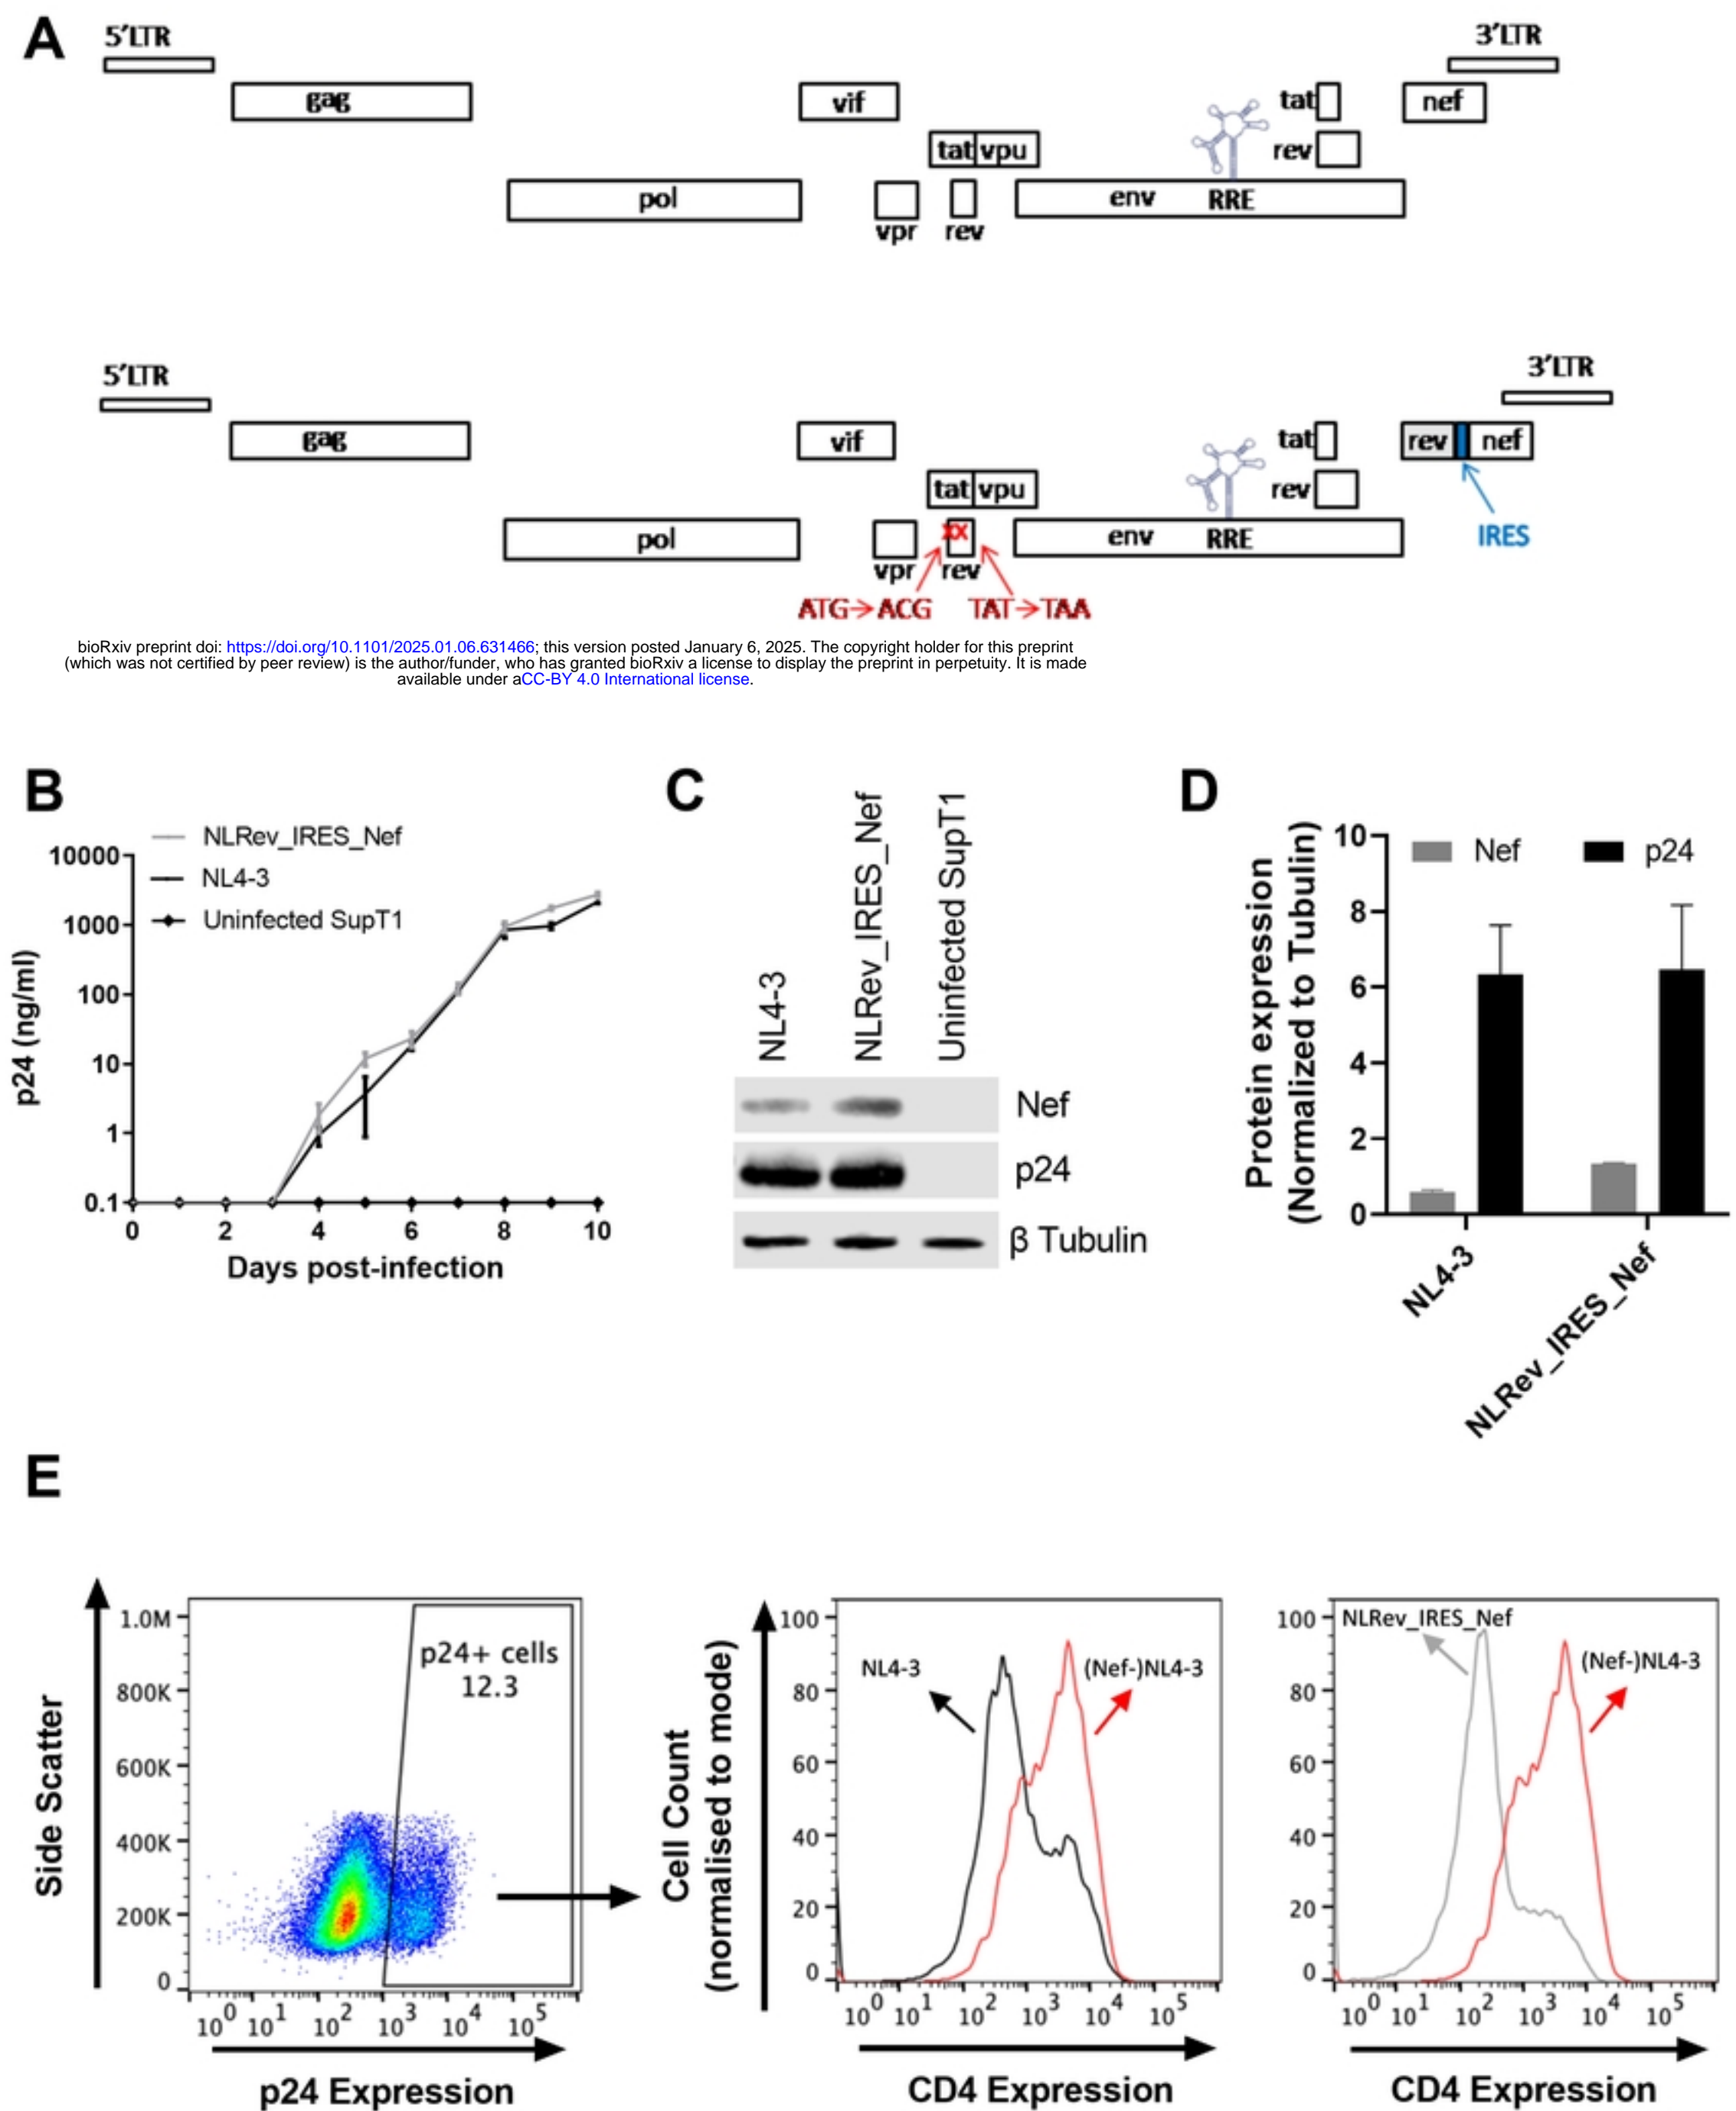 A
5'LTR
3'LTR
gag
vif
tat
nef
tat
vpu
rev
pol
env
RRE
vpr
rev
5'LTR
3'LTR
gag
vif
tat
rev
nef
tat
vpu
rev
IRES
pol
xx
env
RRE
vpr
rev
ATG→ACG
TAT→TAA
bioRxiv preprint doi: https://doi.org/10.1101/2025.01.06.631466; this version posted January 6, 2025. The copyright holder for this preprint
(which was not certified by peer review) is the author/funder, who has granted bioRxiv a license to display the preprint in perpetuity. It is made
available under aCC-BY 4.0 International license.
B
NLRev_IRES_Nef
NL4-3
Uninfected SupT1
p24 (ng/ml)
10000
1000
100
10
1
0.1
0 2 4 6 8 10
Days post-infection
C
NL4-3
NLRev_IRES_Nef
Uninfected SupT1
Nef
p24
β Tubulin
D
Protein expression
(Normalized to Tubulin)
10
8
6
4
2
0
Nef
p24
NL4-3
NLRev_IRES_Nef
E
Side Scatter
1.0M
800K
600K
400K
200K
0
p24+ cells
12.3
10^0 10^1 10^2 10^3 10^4 10^5
p24 Expression
Cell Count
(normalised to mode)
100
80
60
40
20
0
NL4-3
(Nef-)NL4-3
10^0 10^1 10^2 10^3 10^4 10^5
CD4 Expression
100
80
60
40
20
0
NLRev_IRES_Nef
(Nef-)NL4-3
10^0 10^1 10^2 10^3 10^4 10^5
CD4 Expression